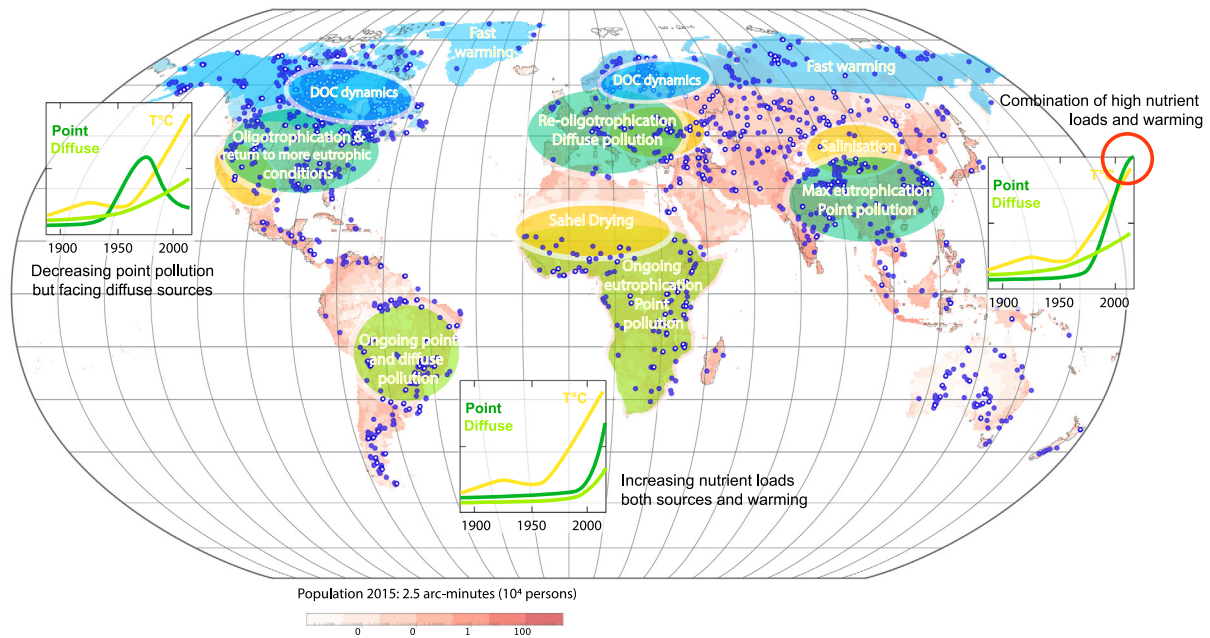 Fast
warming
Fast warming
DOC dynamics
DOC dynamics
Combination of high nutrient
loads and warming
T°C
Point
Diffuse
1900 1950 2000
Decreasing point pollution
but facing diffuse sources
Oligotrophication &
return to more eutrophic
conditions
Re-oligotrophication
Diffuse pollution
Salinisation
Max eutrophication
Point pollution
T°C
Point
Diffuse
1900 1950 2000
Sahel Drying
Ongoing
eutrophication
Point
pollution
Ongoing point
and diffuse
pollution
T°C
Point
Diffuse
1900 1950 2000
Increasing nutrient loads
both sources and warming
Population 2015: 2.5 arc-minutes (10⁴ persons)
0 0 1 100